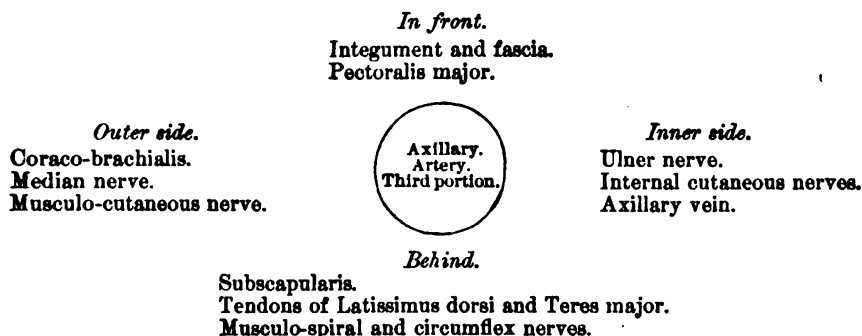 In front.
Integument and fascia.
Pectoralis major.
Outer side.
Coraco-brachialis.
Median nerve.
Musculo-cutaneous nerve.
Axillary.
Artery.
Third portion.
Inner side.
Ulner nerve.
Internal cutaneous nerves.
Axillary vein.
Behind.
Subscapularis.
Tendons of Latissimus dorsi and Teres major.
Musculo-spiral and circumflex nerves.